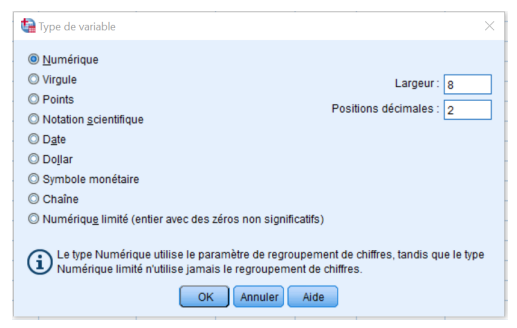 Type de variable
Numérique
Virgule
Points
Notation scientifique
Date
Dollar
Symbole monétaire
Chaîne
Numérique limité (entier avec des zéros non significatifs)
Largeur : 8
Positions décimales : 2
Le type Numérique utilise le paramètre de regroupement de chiffres, tandis que le type
Numérique limité n'utilise jamais le regroupement de chiffres.
OK Annuler Aide